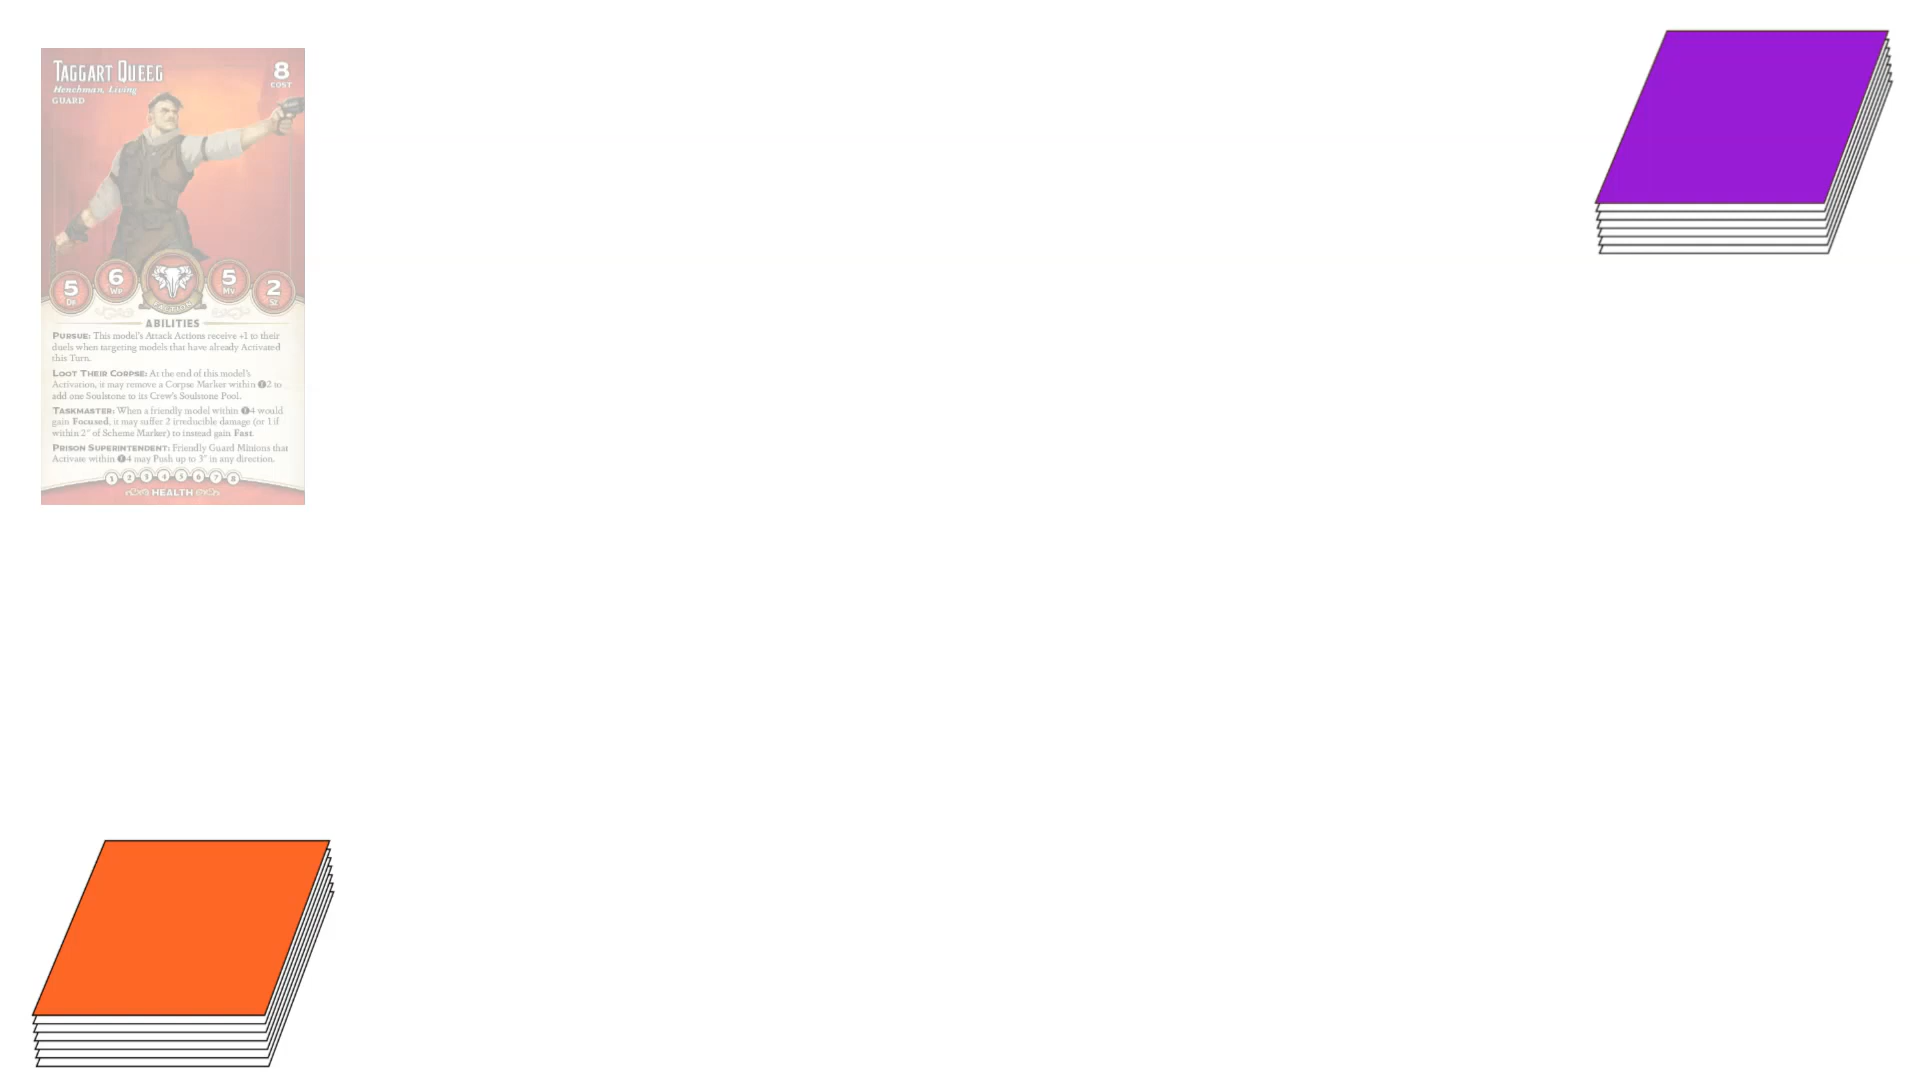 TAGGART QUEEG
Henchman, Living
GUARD
8
COST
5
Df
6
Wp
5
Mv
2
Sz
ABILITIES
PURSUE: This model's Attack Actions receive +1 to their
duels when targeting models that have already Activated
this Turn.
LOOT THEIR CORPSE: At the end of this model's
Activation, it may remove a Corpse Marker within 2 to
add one Soulstone to its Crew's Soulstone Pool.
TASKMASTER: When a friendly model within 4 would
gain Focused, it may suffer 2 irreducible damage (or 1 if
within 2" of Scheme Marker) to instead gain Fast.
PRISON SUPERINTENDENT: Friendly Guard Minions that
Activate within 4 may Push up to 3" in any direction.
1 2 3 4 5 6 7 8
HEALTH